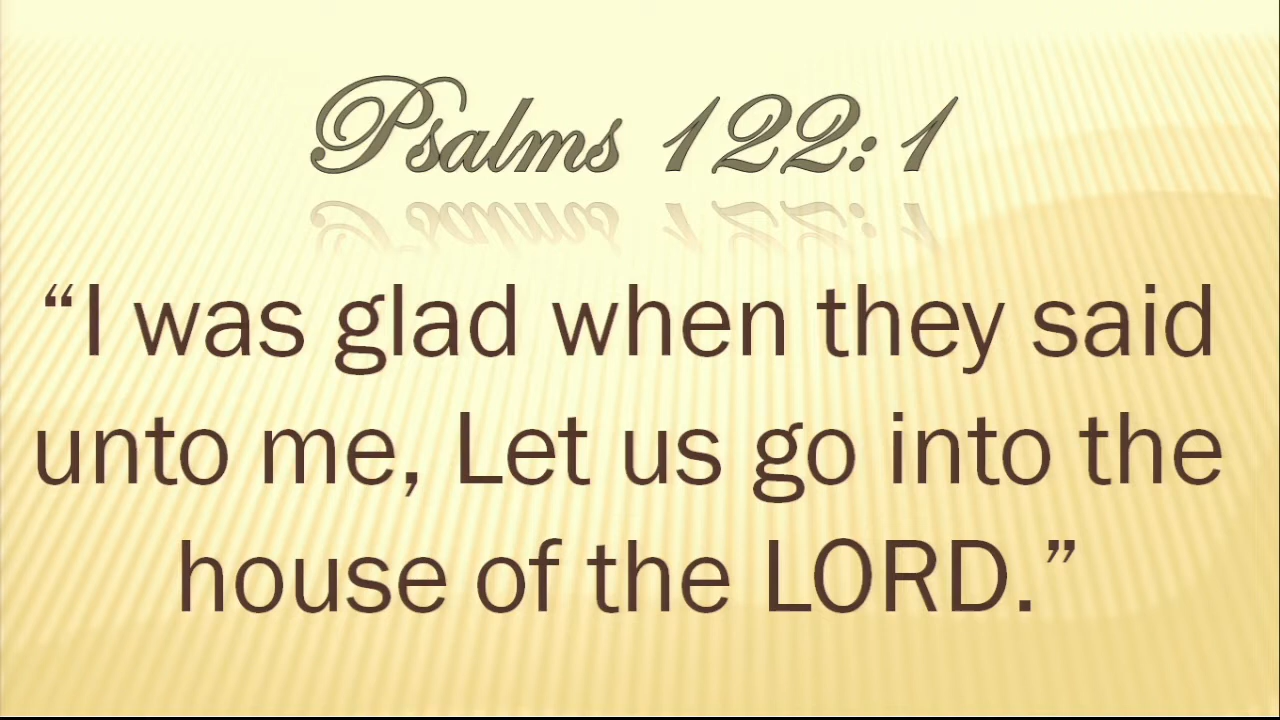 Psalms 122:1
“I was glad when they said
unto me, Let us go into the
house of the LORD.”